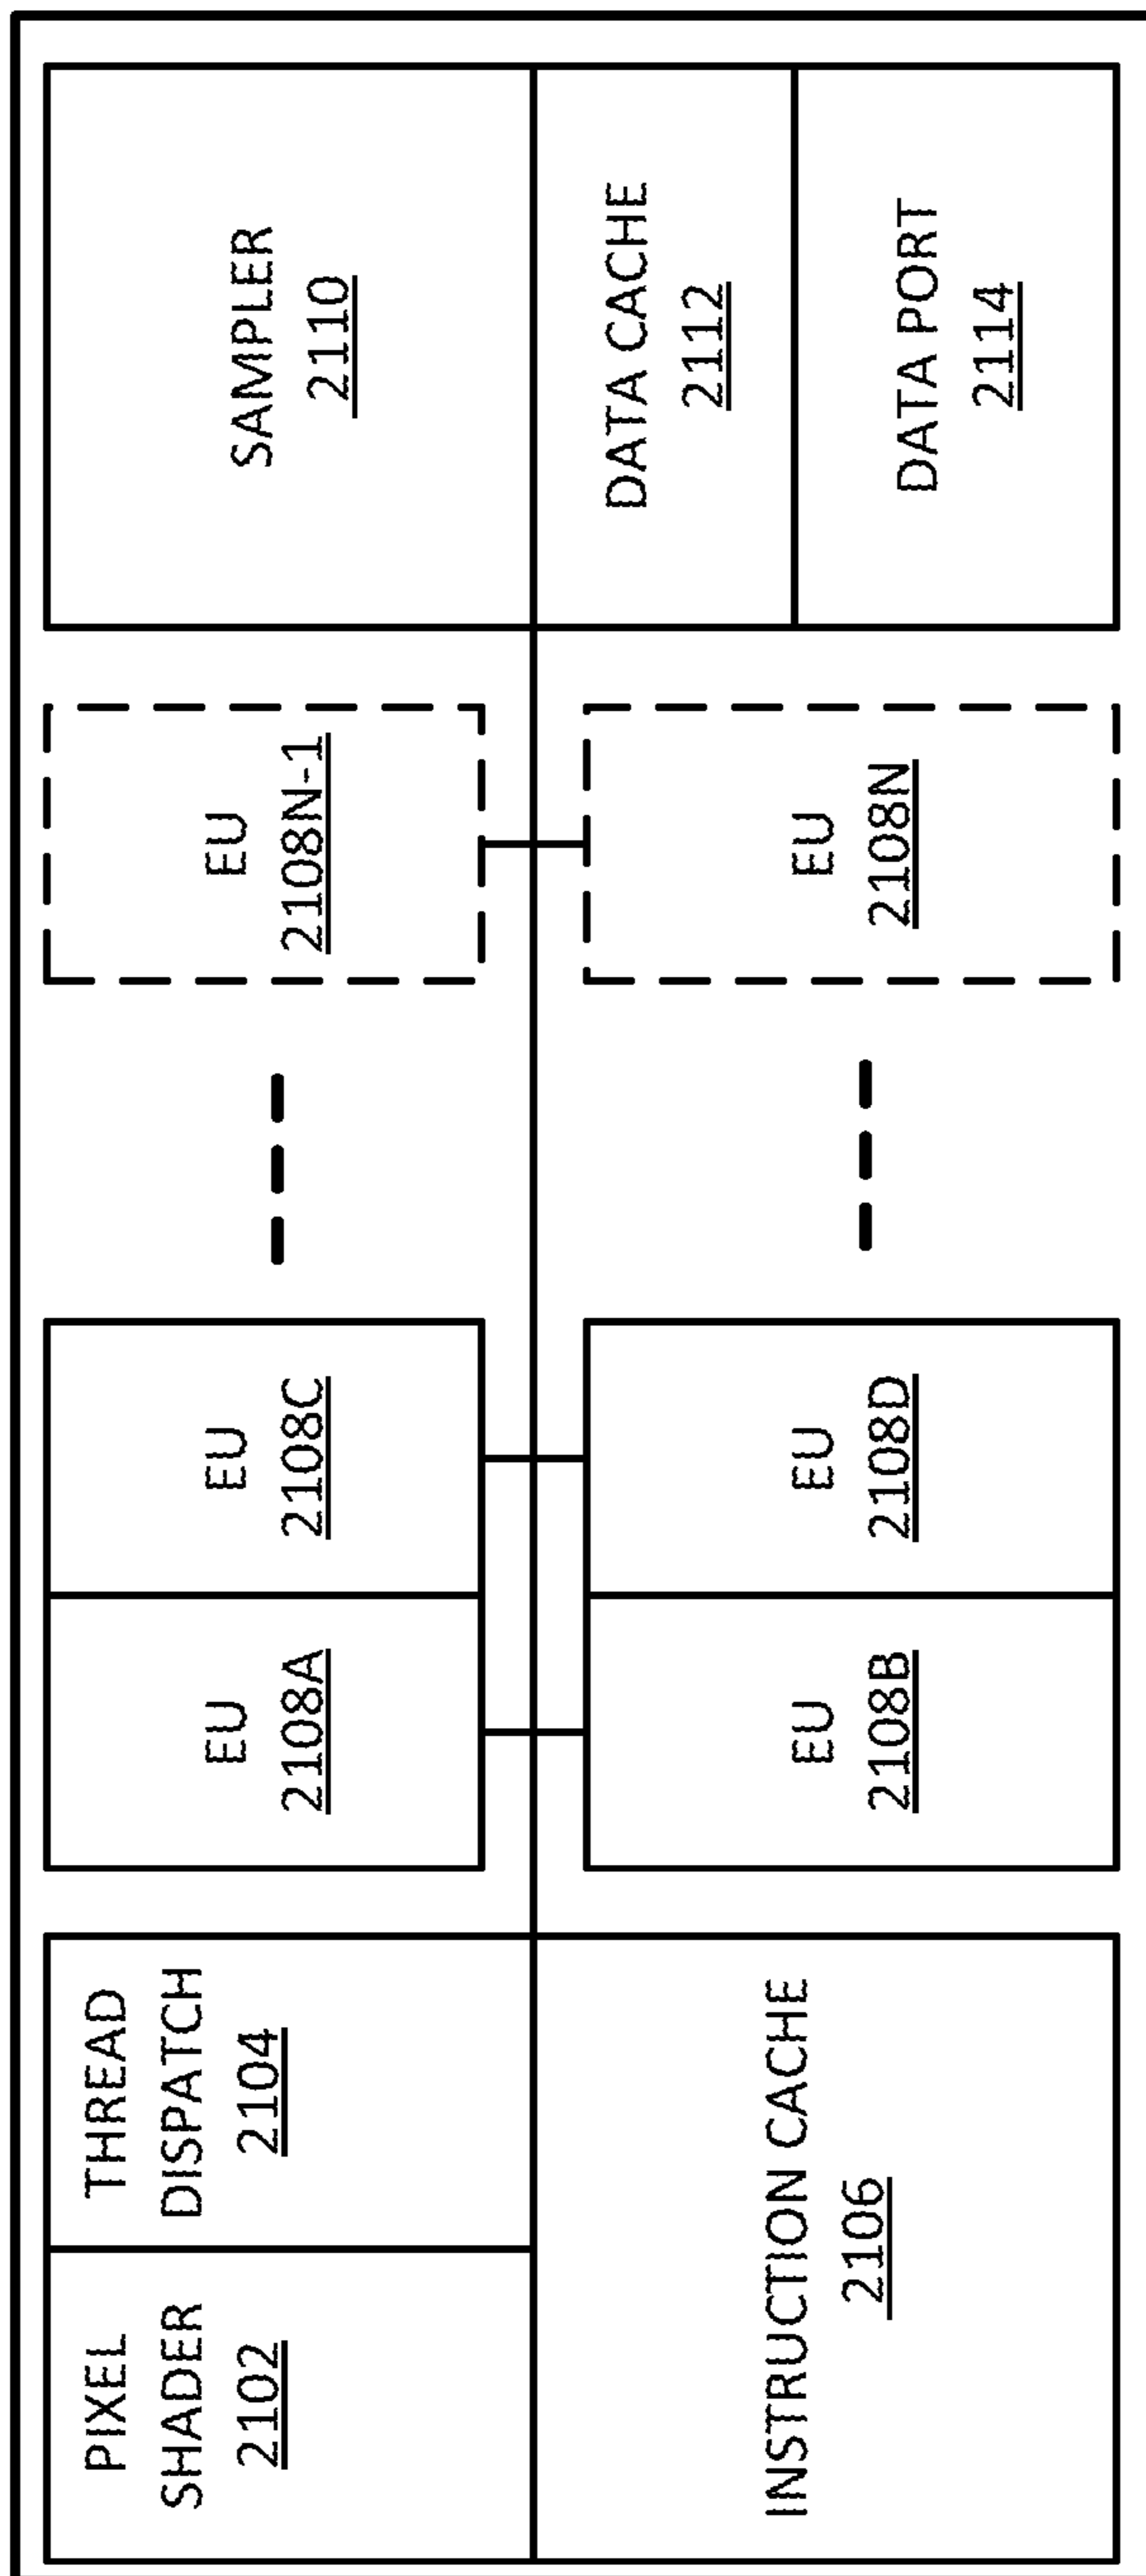 PIXEL
SHADER
2102
THREAD
DISPATCH
2104
INSTRUCTION CACHE
2106
EU
2108A
EU
2108C
EU
2108B
EU
2108D
EU
2108N-1
EU
2108N
SAMPLER
2110
DATA CACHE
2112
DATA PORT
2114